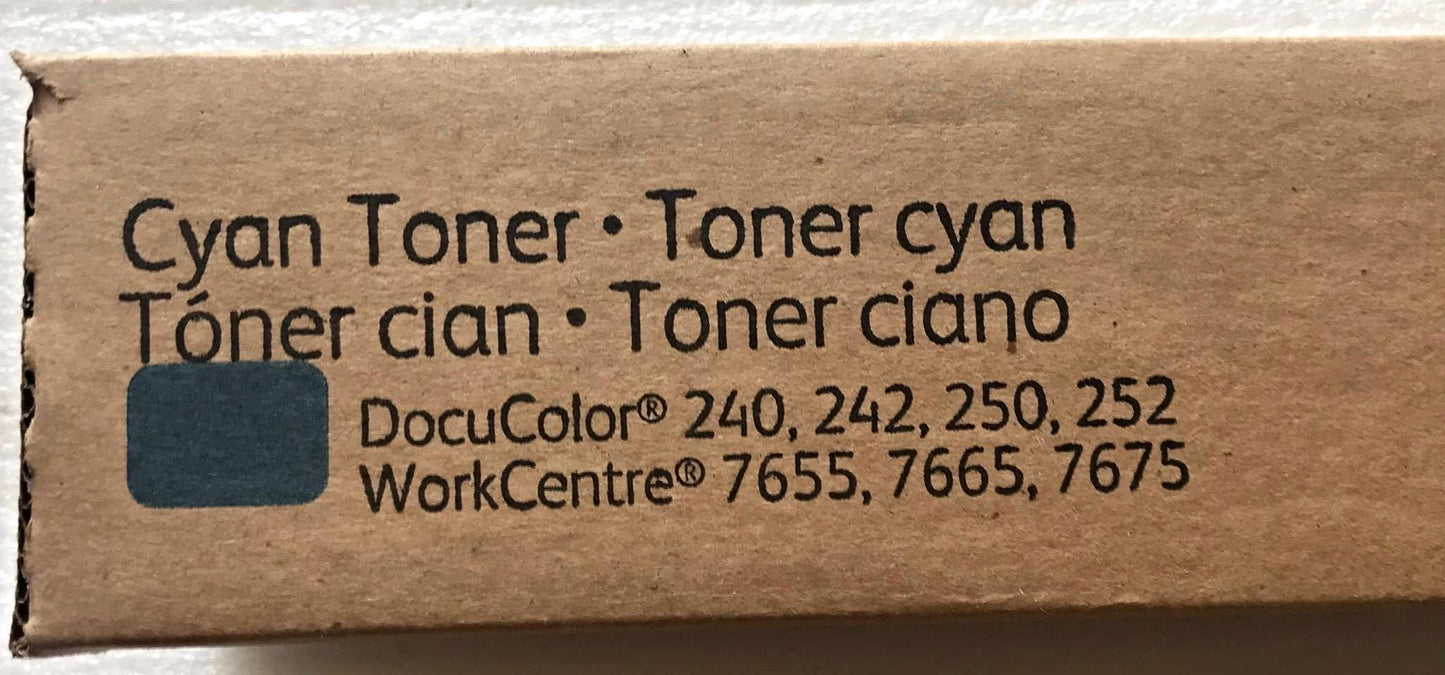 Cyan Toner • Toner cyan
Tóner cian • Toner ciano
DocuColor® 240, 242, 250, 252
WorkCentre® 7655, 7665, 7675